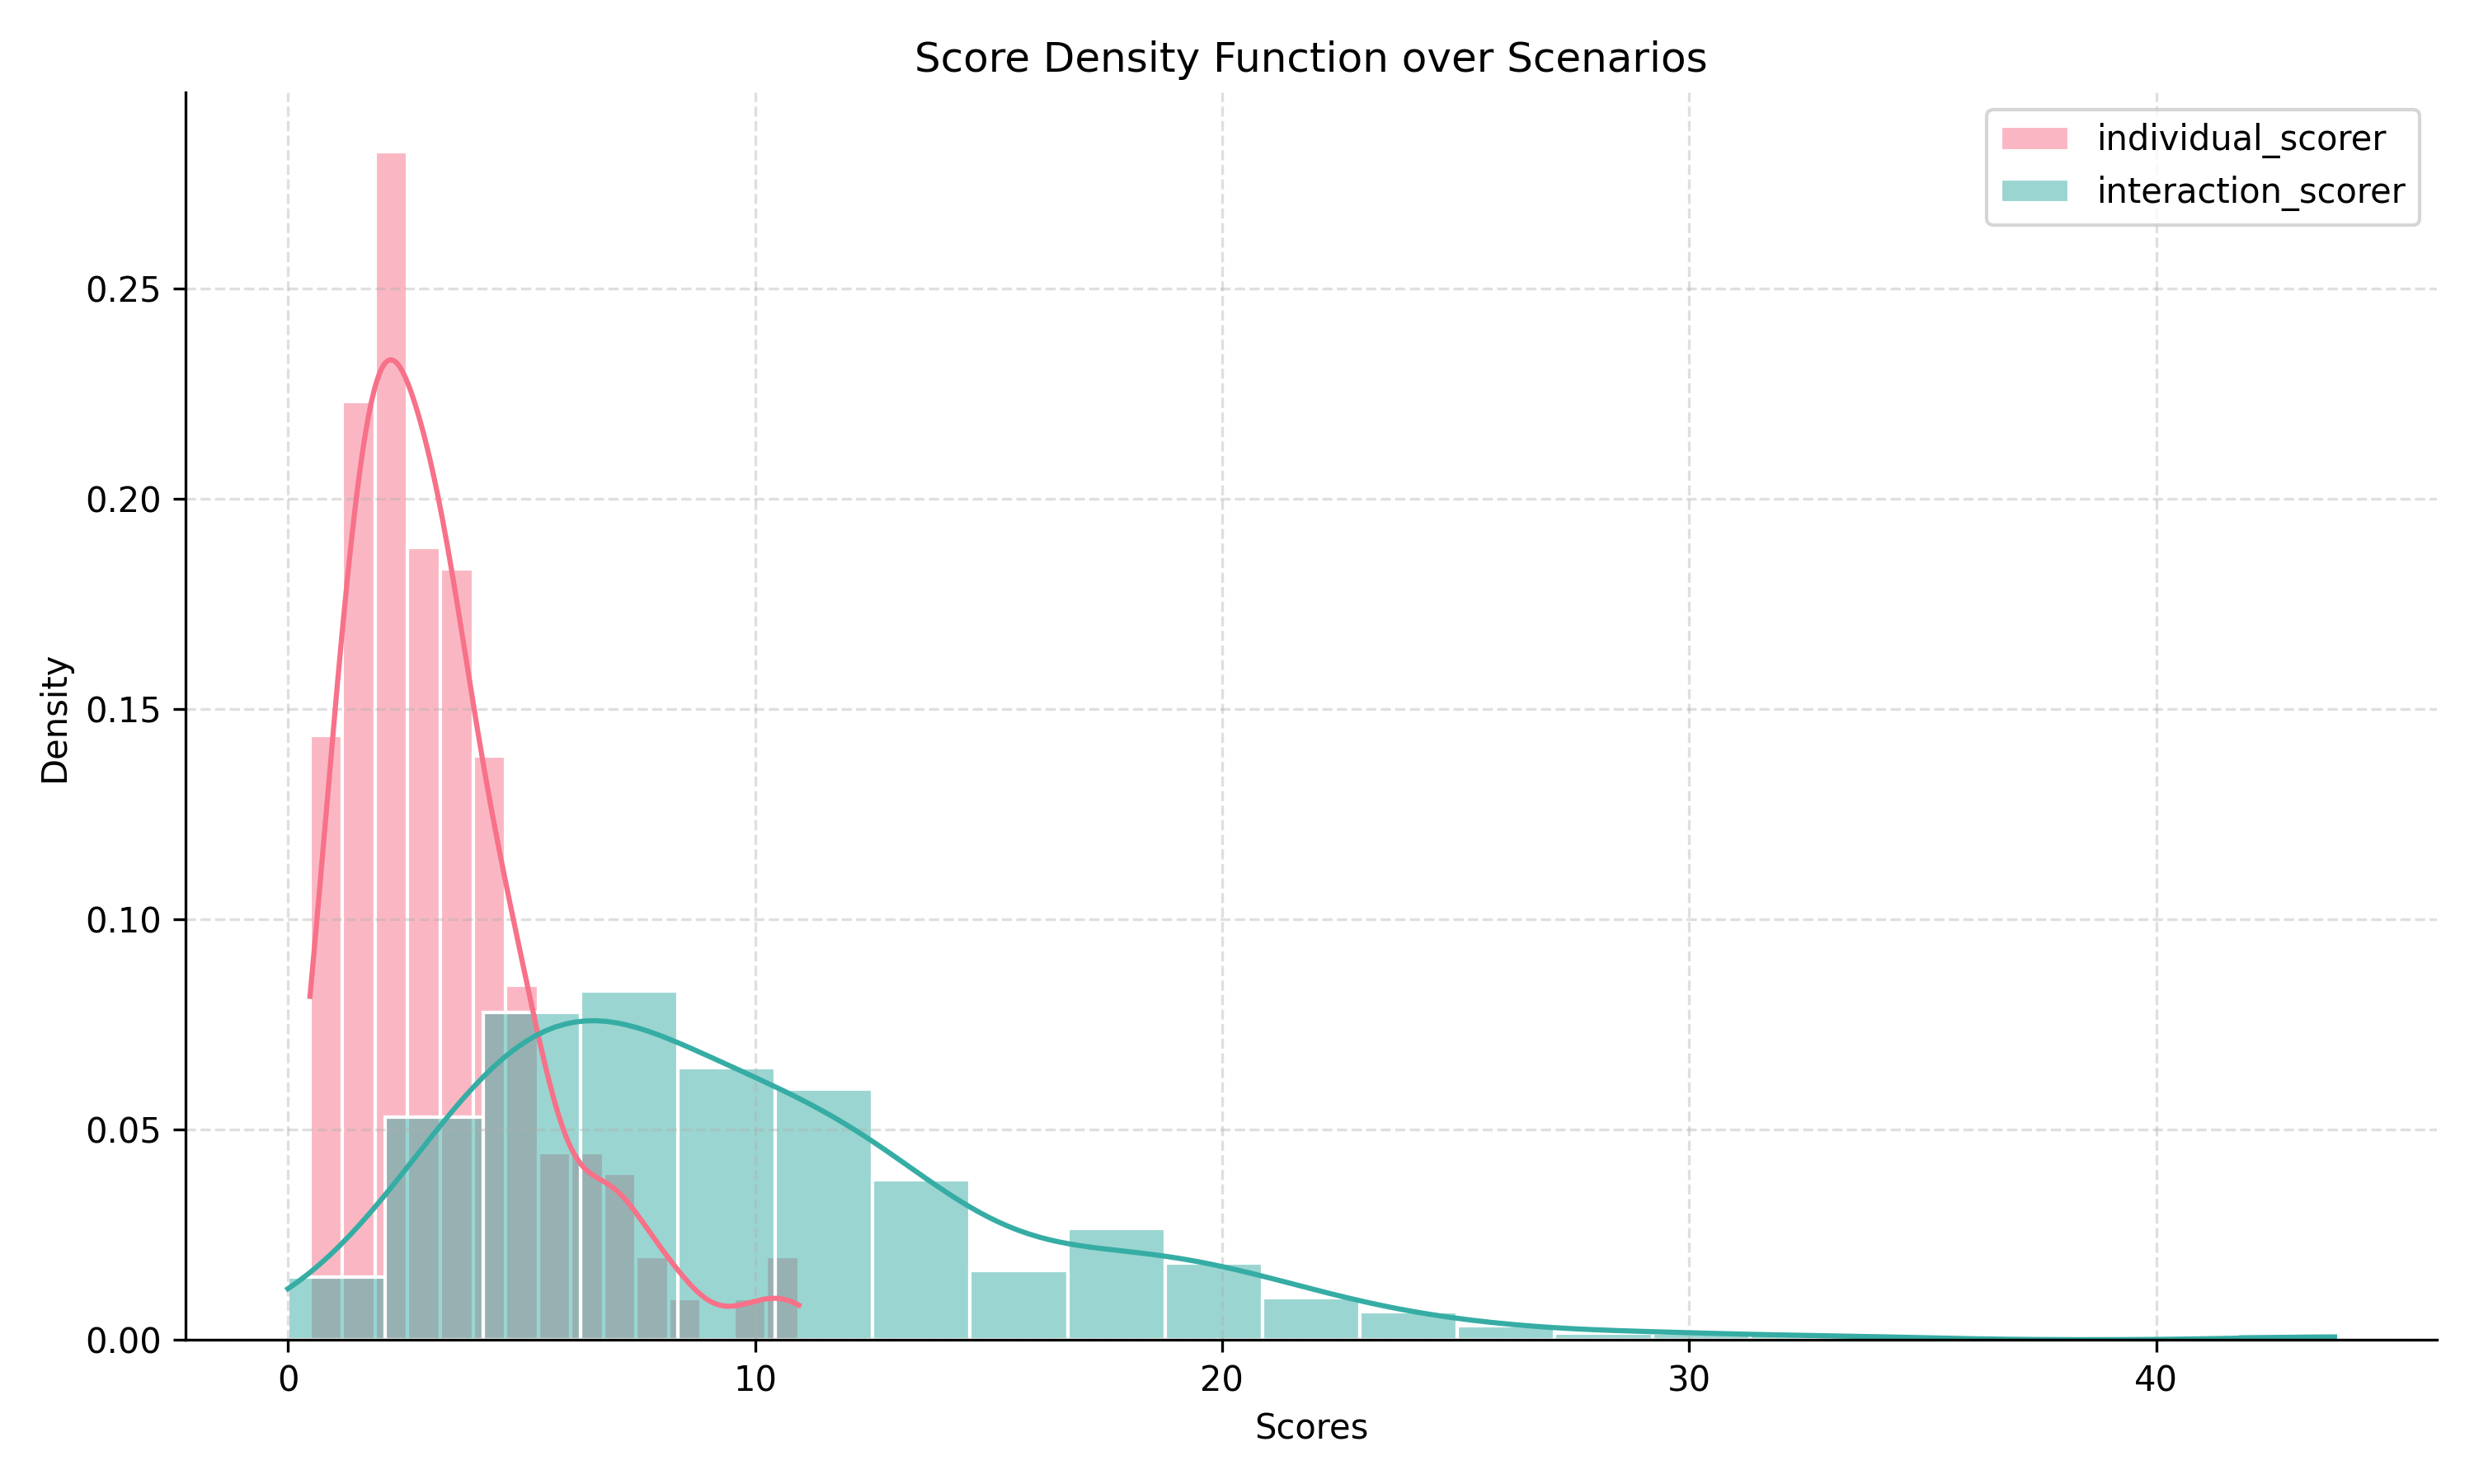 Score Density Function over Scenarios
individual_scorer
interaction_scorer
0.25
0.20
0.15
0.10
0.05
0.00
Density
0 10 20 30 40
Scores